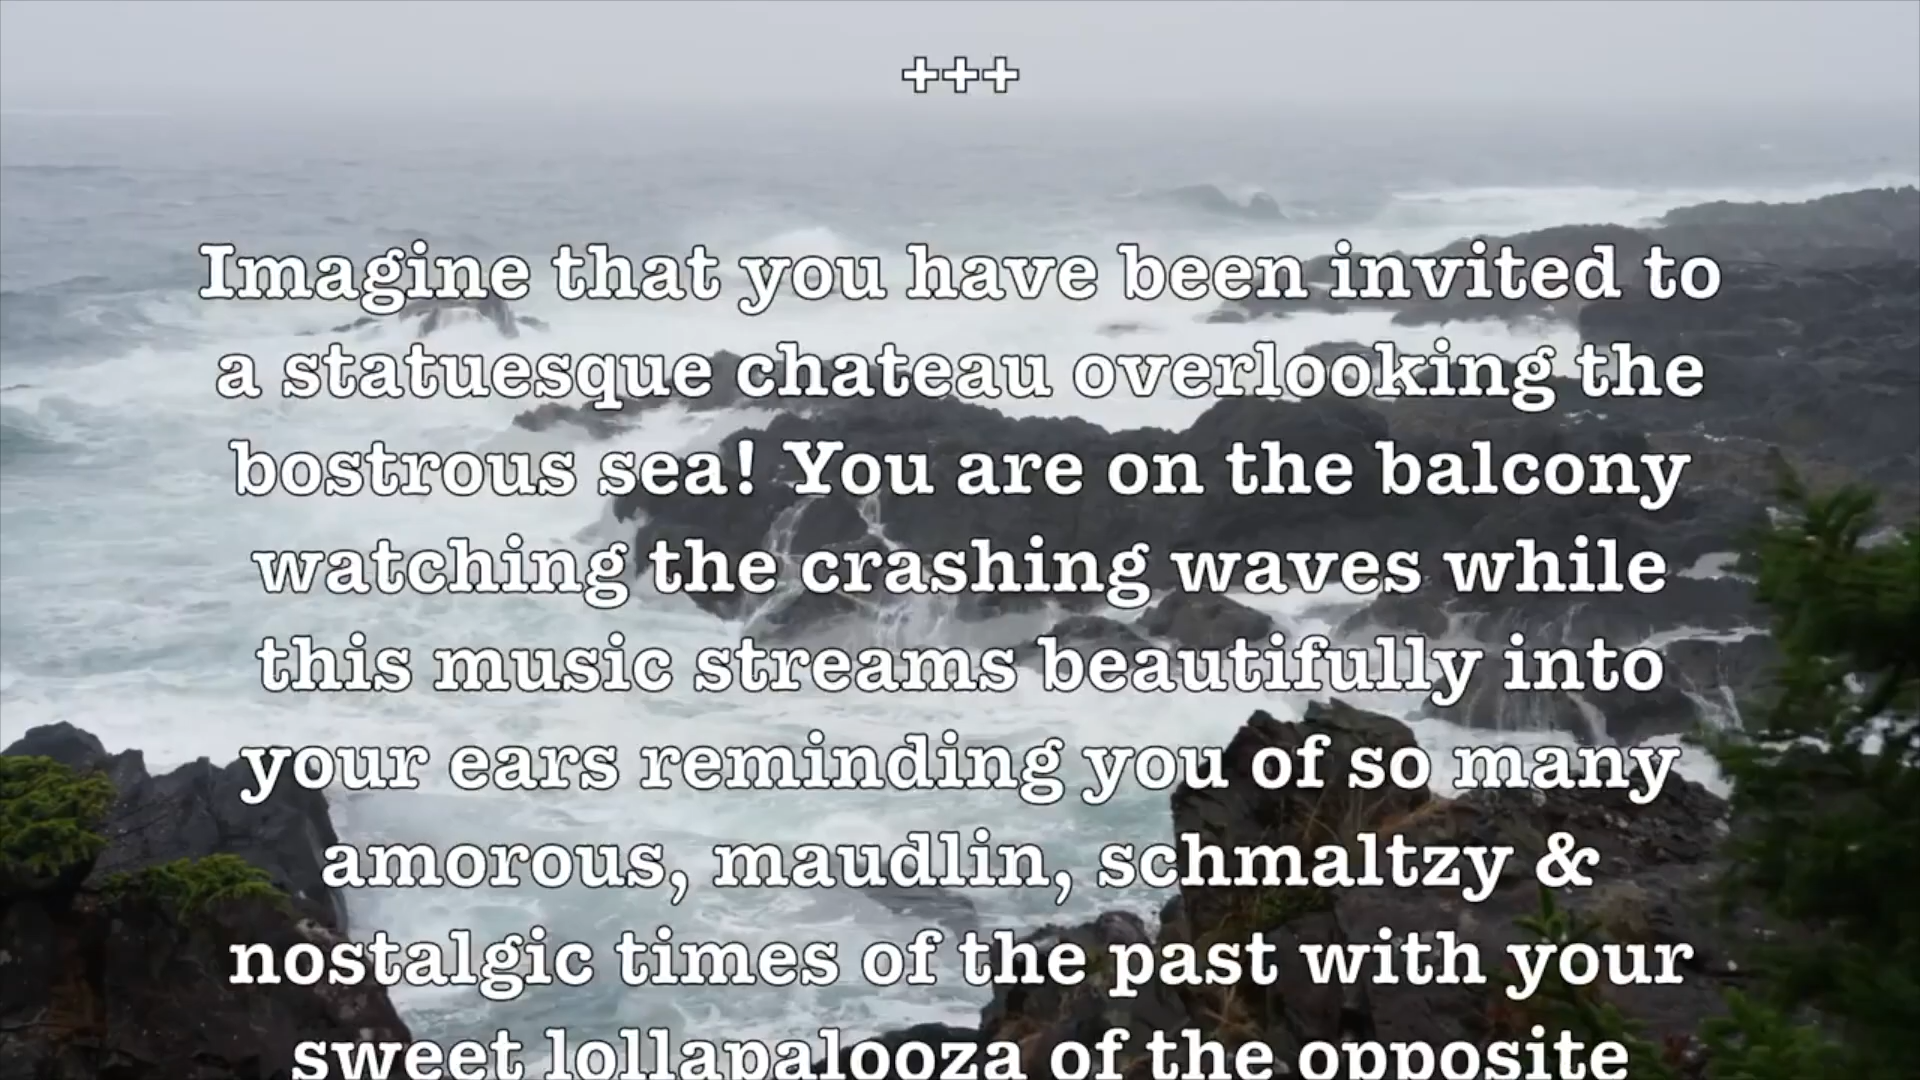 +++
Imagine that you have been invited to
a statuesque chateau overlooking the
bostrous sea! You are on the balcony
watching the crashing waves while
this music streams beautifully into
your ears reminding you of so many
amorous, maudlin, schmaltzy &
nostalgic times of the past with your
sweet lollapalooza of the opposite